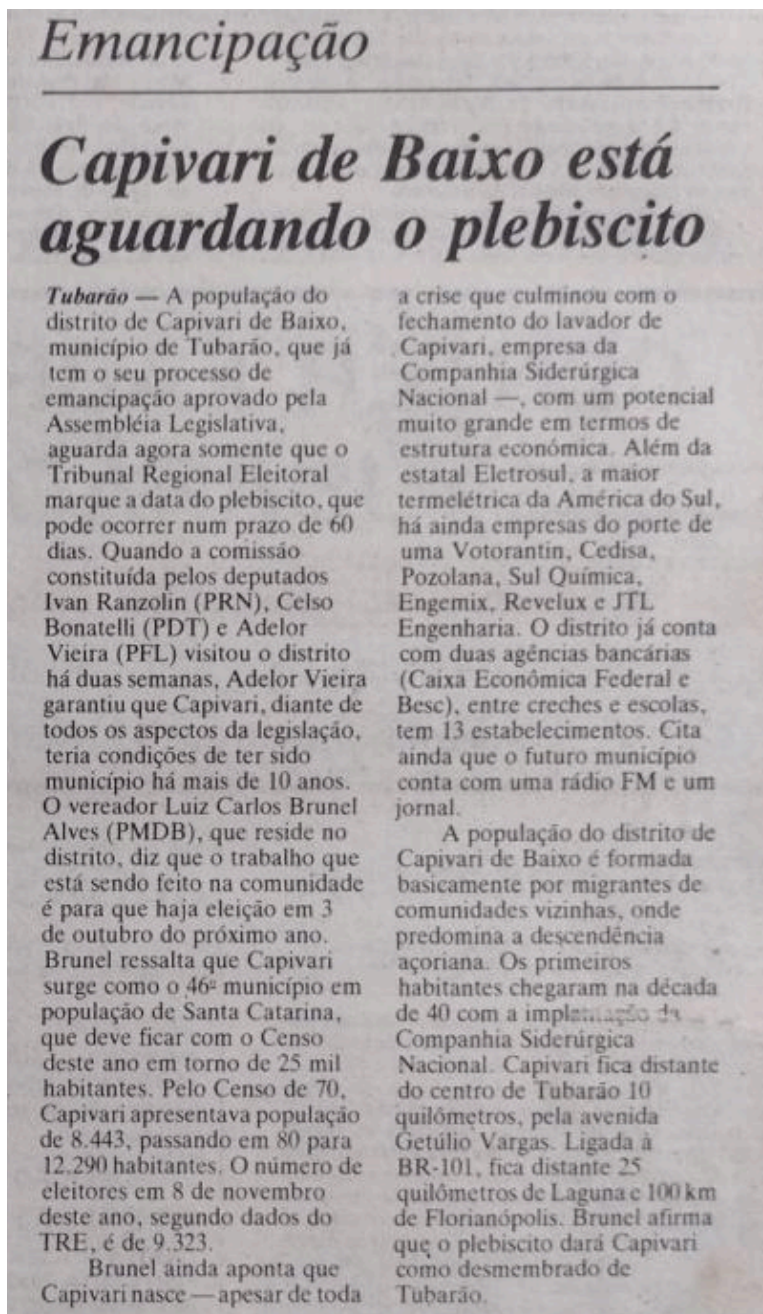 Emancipação
Capivari de Baixo está
aguardando o plebiscito
Tubarão — A população do
distrito de Capivari de Baixo,
município de Tubarão, que já
tem o seu processo de
emancipação aprovado pela
Assembléia Legislativa,
aguarda agora somente que o
Tribunal Regional Eleitoral
marque a data do plebiscito, que
pode ocorrer num prazo de 60
dias. Quando a comissão
constituída pelos deputados
Ivan Ranzolin (PRN), Celso
Bonatelli (PDT) e Adelor
Vieira (PFL) visitou o distrito
há duas semanas, Adelor Vieira
garantiu que Capivari, diante de
todos os aspectos da legislação,
teria condições de ter sido
município há mais de 10 anos.
O vereador Luiz Carlos Brunel
Alves (PMDB), que reside no
distrito, diz que o trabalho que
está sendo feito na comunidade
é para que haja eleição em 3
de outubro do próximo ano.
Brunel ressalta que Capivari
surge como o 46º município em
população de Santa Catarina,
que deve ficar com o Censo
deste ano em torno de 25 mil
habitantes. Pelo Censo de 70,
Capivari apresentava população
de 8.443, passando em 80 para
12.290 habitantes. O número de
eleitores em 8 de novembro
deste ano, segundo dados do
TRE, é de 9.323.
Brunel ainda aponta que
Capivari nasce — apesar de toda
a crise que culminou com o
fechamento do lavador de
Capivari, empresa da
Companhia Siderúrgica
Nacional —, com um potencial
muito grande em termos de
estrutura económica. Além da
estatal Eletrosul, a maior
termelétrica da América do Sul,
há ainda empresas do porte de
uma Votorantin, Cedisa,
Pozolana, Sul Química,
Engemix, Revelux e JTL
Engenharia. O distrito já conta
com duas agências bancárias
(Caixa Econômica Federal e
Besc), entre creches e escolas,
tem 13 estabelecimentos. Cita
ainda que o futuro município
conta com uma rádio FM e um
jornal.
A população do distrito de
Capivari de Baixo é formada
basicamente por migrantes de
comunidades vizinhas, onde
predomina a descendência
açoriana. Os primeiros
habitantes chegaram na década
de 40 com a implantação da
Companhia Siderúrgica
Nacional. Capivari fica distante
do centro de Tubarão 10
quilômetros, pela avenida
Getúlio Vargas. Ligada à
BR-101, fica distante 25
quilômetros de Laguna e 100 km
de Florianópolis. Brunel afirma
que o plebiscito dará Capivari
como desmembrado de
Tubarão.